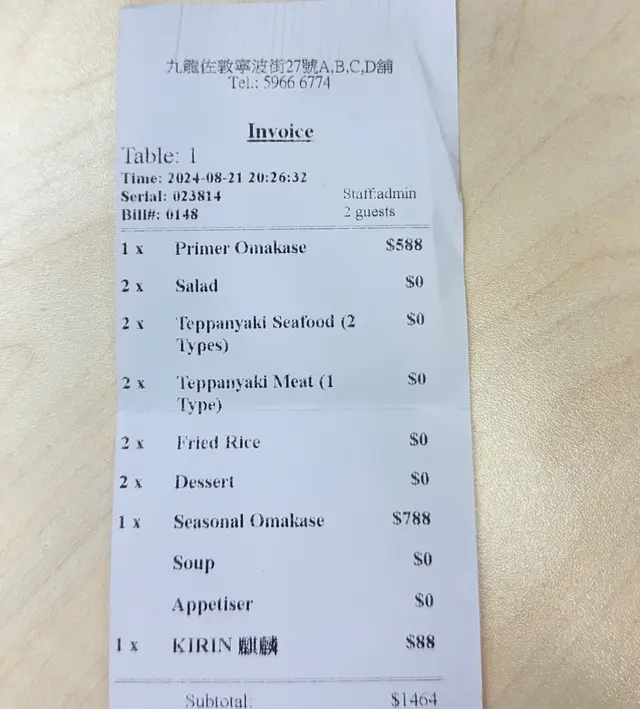 九龍佐敦寧波街27號A,B,C,D舖
Tel.: 5966 6774
Invoice
Table: 1
Time: 2024-08-21 20:26:32
Serial: 023814 Staff:admin
Bill#: 0148 2 guests
1 x Primer Omakase $588
2 x Salad $0
2 x Teppanyaki Seafood (2 $0
Types)
2 x Teppanyaki Meat (1 $0
Type)
2 x Fried Rice $0
2 x Dessert $0
1 x Seasonal Omakase $788
Soup $0
Appetiser $0
1 x KIRIN 麒麟 $88
Subtotal: $1464